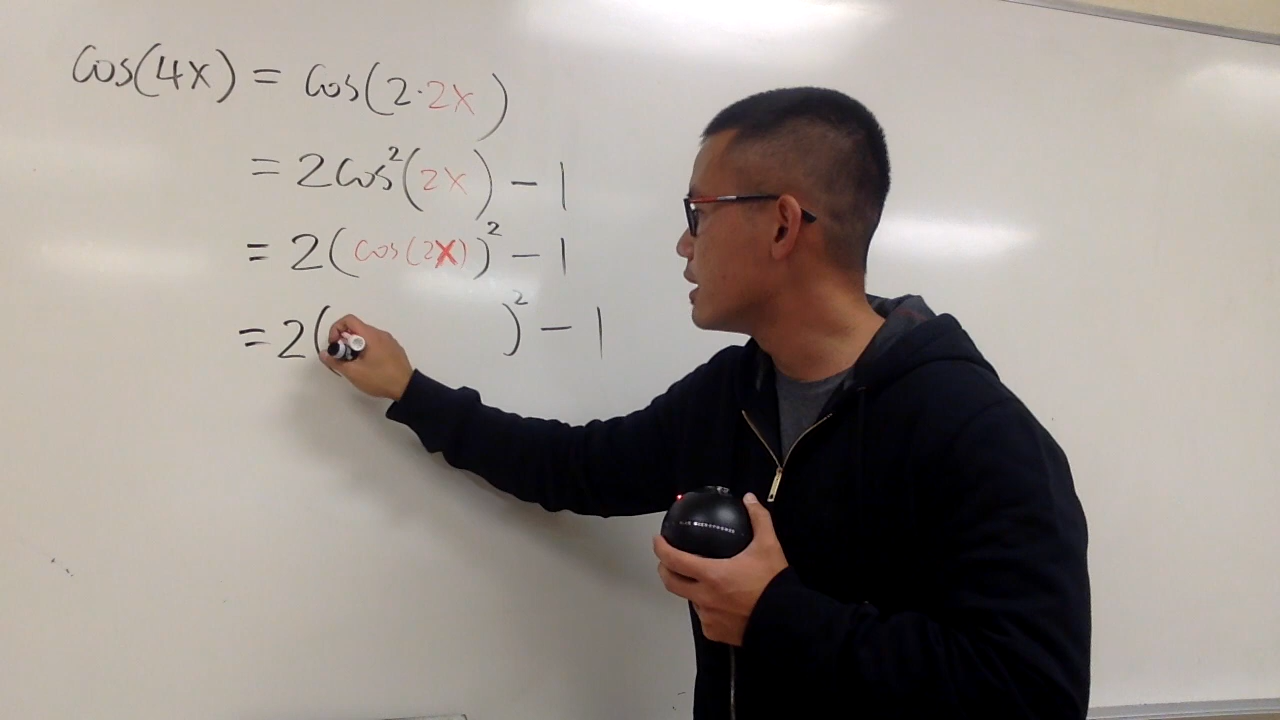 cos(4x) = cos(2·2x)
= 2cos²(2x) - 1
= 2(cos(2x))² - 1
= 2( )² - 1